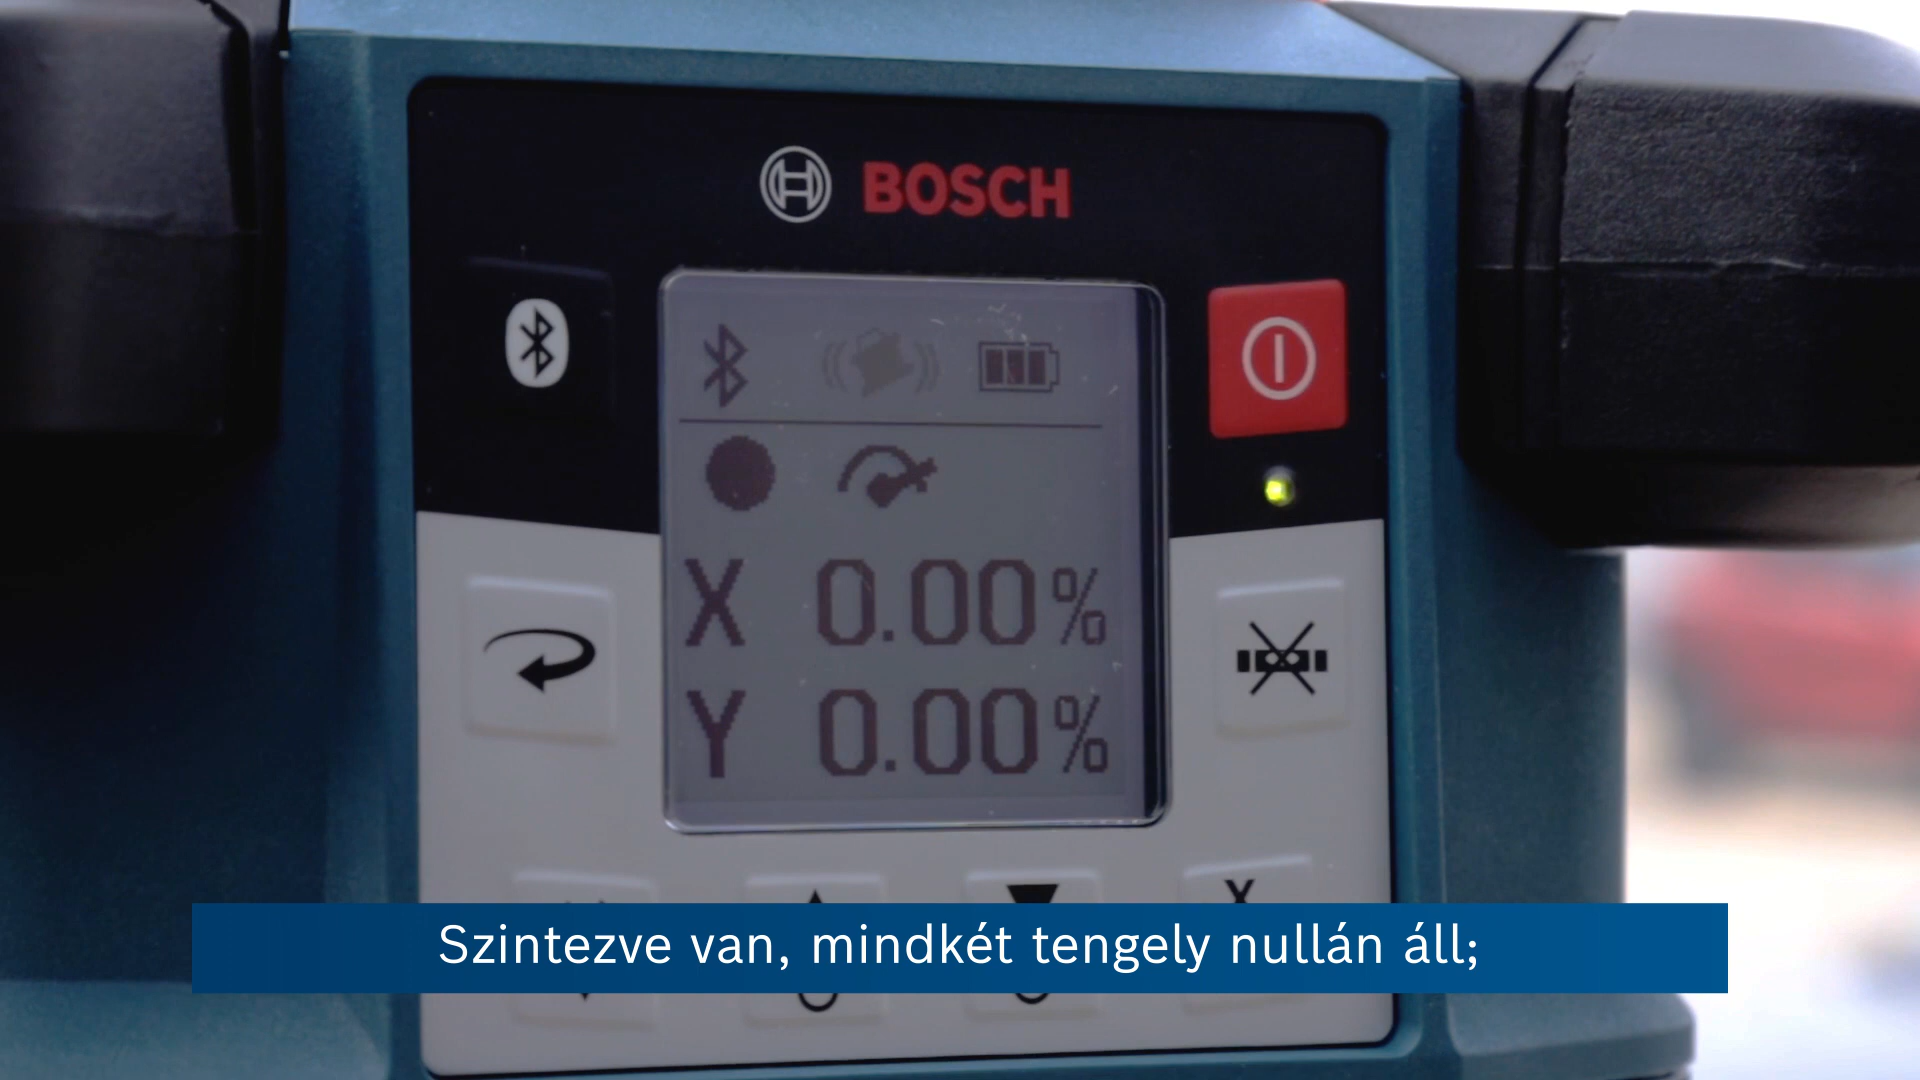 BOSCH
X 0.00%
Y 0.00%
Szintezve van, mindkét tengely nullán áll;